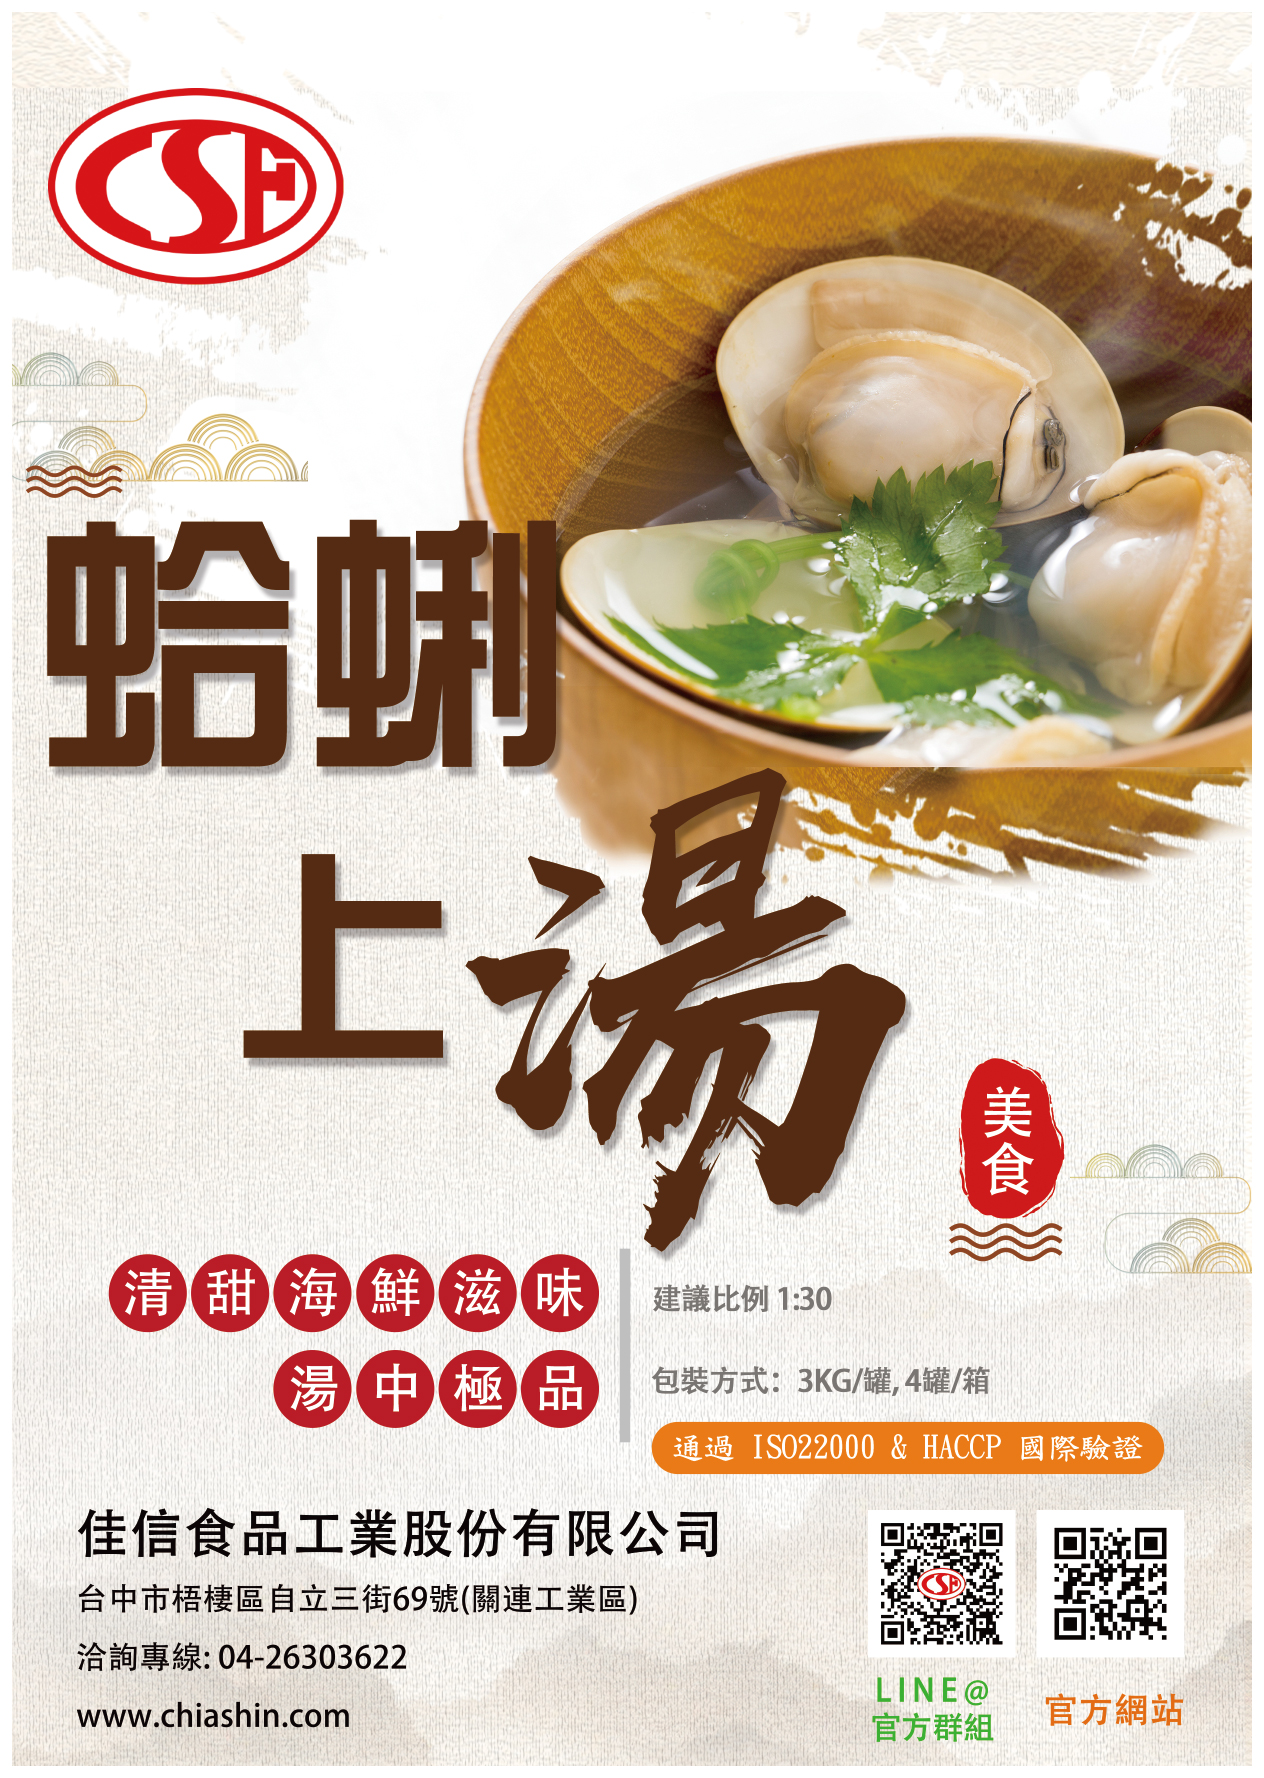 CSF
蛤蜊
上湯
美食
清甜海鮮滋味
湯中極品
建議比例 1:30
包裝方式：3KG/罐, 4罐/箱
通過 ISO22000 & HACCP 國際驗證
佳信食品工業股份有限公司
台中市梧棲區自立三街69號(關連工業區)
洽詢專線: 04-26303622
www.chiashin.com
CSF
LINE@
官方群組
官方網站